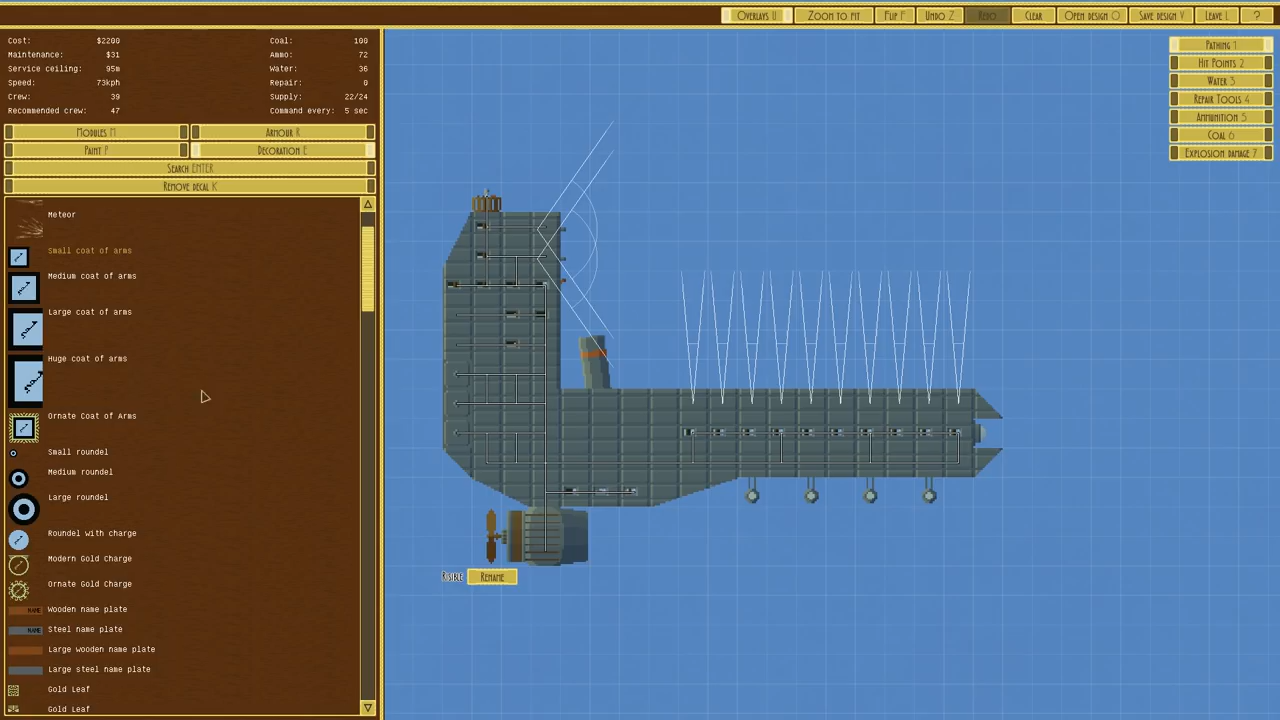 OVERLAYS U
ZOOM TO FIT
FLIP F
UNDO Z
REDO
CLEAR
OPEN DESIGN O
SAVE DESIGN V
LEAVE L
?
Cost: $2200
Maintenance: $31
Service ceiling: 95m
Speed: 73kph
Crew: 39
Recommended crew: 47
Coal: 100
Ammo: 72
Water: 36
Repair: 0
Supply: 22/24
Command every: 5 sec
MODULES M
ARMOUR R
PAINT P
DECORATION E
SEARCH ENTER
REMOVE DECAL K
Meteor
Small coat of arms
Medium coat of arms
Large coat of arms
Huge coat of arms
Ornate Coat of Arms
Small roundel
Medium roundel
Large roundel
Roundel with charge
Modern Gold Charge
Ornate Gold Charge
NAME Wooden name plate
NAME Steel name plate
Large wooden name plate
Large steel name plate
Gold Leaf
Gold Leaf
PATHING 1
HIT POINTS 2
WATER 3
REPAIR TOOLS 4
AMMUNITION 5
COAL 6
EXPLOSION DAMAGE 7
RISIBLE
RENAME